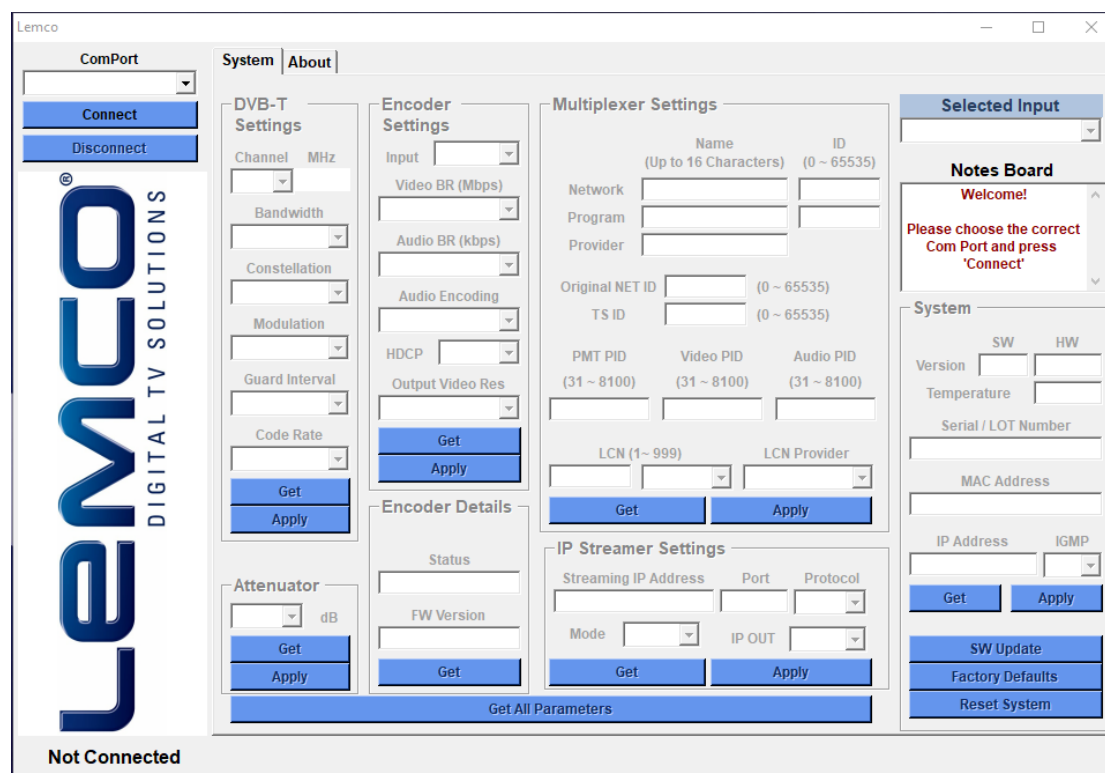 Lemco
ComPort
Connect
Disconnect
LEMCO®
DIGITAL TV SOLUTIONS
Not Connected
System
About
DVB-T
Settings
Channel MHz
Bandwidth
Constellation
Modulation
Guard Interval
Code Rate
Get
Apply
Attenuator
dB
Get
Apply
Encoder
Settings
Input
Video BR (Mbps)
Audio BR (kbps)
Audio Encoding
HDCP
Output Video Res
Get
Apply
Encoder Details
Status
FW Version
Get
Multiplexer Settings
Name ID
(Up to 16 Characters) (0 ~ 65535)
Network
Program
Provider
Original NET ID (0 ~ 65535)
TS ID (0 ~ 65535)
PMT PID Video PID Audio PID
(31 ~ 8100) (31 ~ 8100) (31 ~ 8100)
LCN (1~ 999) LCN Provider
Get Apply
IP Streamer Settings
Streaming IP Address Port Protocol
Mode IP OUT
Get Apply
Get All Parameters
Selected Input
Notes Board
Welcome!
Please choose the correct
Com Port and press
'Connect'
System
SW HW
Version
Temperature
Serial / LOT Number
MAC Address
IP Address IGMP
Get Apply
SW Update
Factory Defaults
Reset System